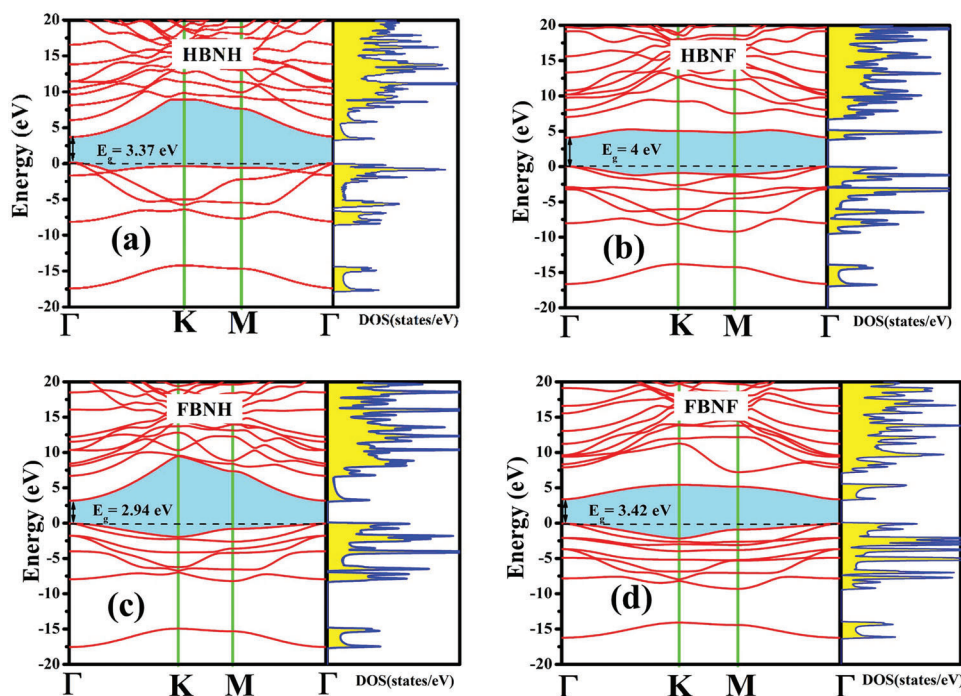 HBNH
Energy (eV)
20
15
10
5
0
-5
-10
-15
-20
E_g = 3.37 eV
(a)
Γ K M Γ DOS(states/eV)
HBNF
Energy (eV)
20
15
10
5
0
-5
-10
-15
-20
E_g = 4 eV
(b)
Γ K M Γ DOS(states/eV)
FBNH
Energy (eV)
20
15
10
5
0
-5
-10
-15
-20
E_g = 2.94 eV
(c)
Γ K M Γ DOS(states/eV)
FBNF
Energy (eV)
20
15
10
5
0
-5
-10
-15
-20
E_g = 3.42 eV
(d)
Γ K M Γ DOS(states/eV)